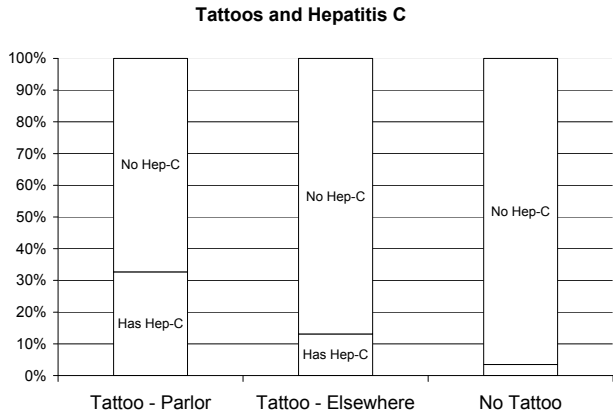 Tattoos and Hepatitis C
100%
90%
80%
70%
60%
50%
40%
30%
20%
10%
0%
No Hep-C
Has Hep-C
No Hep-C
Has Hep-C
No Hep-C
Tattoo - Parlor
Tattoo - Elsewhere
No Tattoo